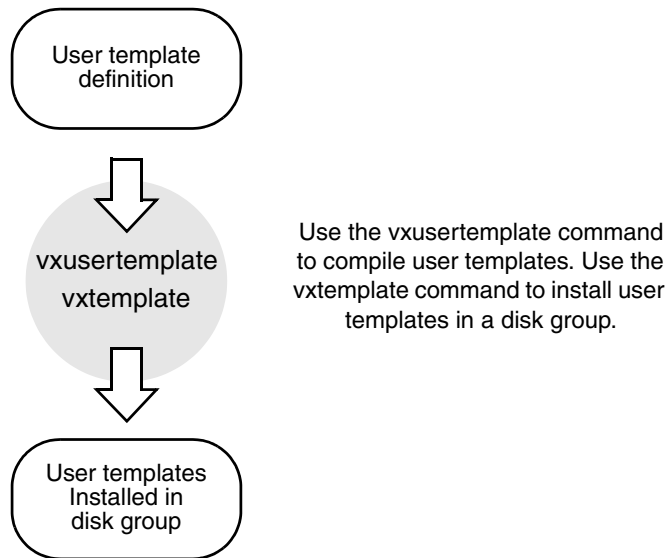 User template
definition
vxusertemplate
vxtemplate
Use the vxusertemplate command
to compile user templates. Use the
vxtemplate command to install user
templates in a disk group.
User templates
Installed in
disk group